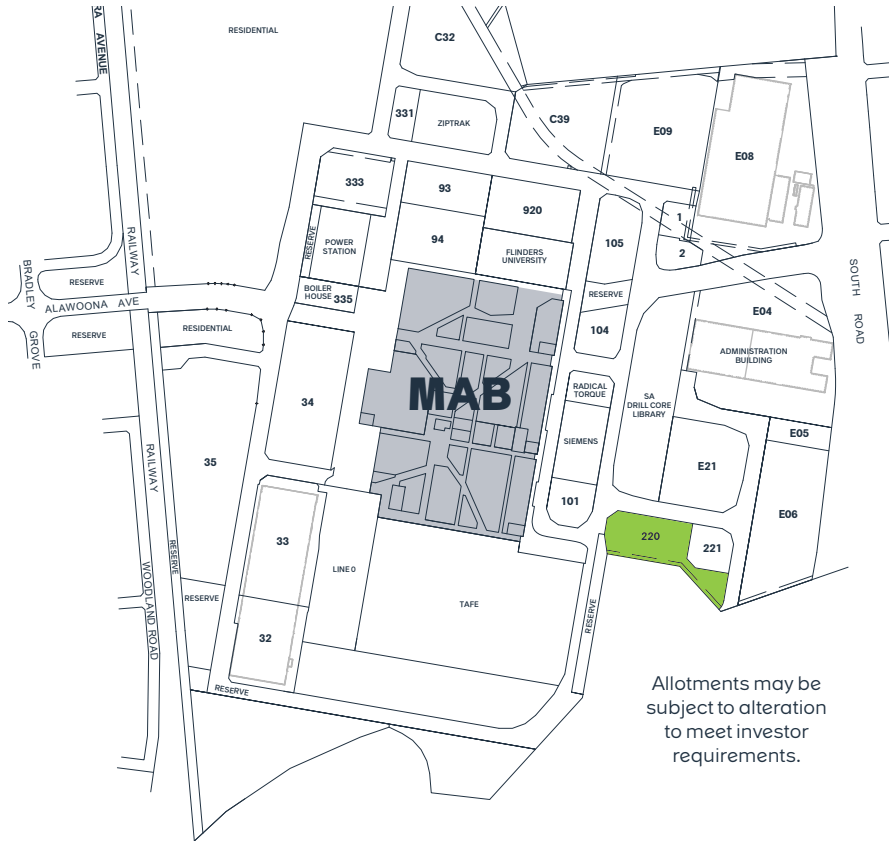 RA AVENUE
RESIDENTIAL
C32
331
ZIPTRAK
C39
E09
E08
333
93
920
94
105
1
2
RESERVE
POWER
STATION
FLINDERS
UNIVERSITY
RAILWAY
BOILER
HOUSE
335
RESERVE
104
BRADLEY GROVE
RESERVE
ALAWOONA AVE
RESERVE
RESIDENTIAL
SOUTH ROAD
E04
ADMINISTRATION
BUILDING
MAB
34
RADICAL
TORQUE
SA
DRILL CORE
LIBRARY
SIEMENS
E05
35
E21
RAILWAY
101
E06
33
220
221
RESERVE
LINE 0
WOODLAND ROAD
RESERVE
TAFE
RESERVE
32
RESERVE
Allotments may be
subject to alteration
to meet investor
requirements.